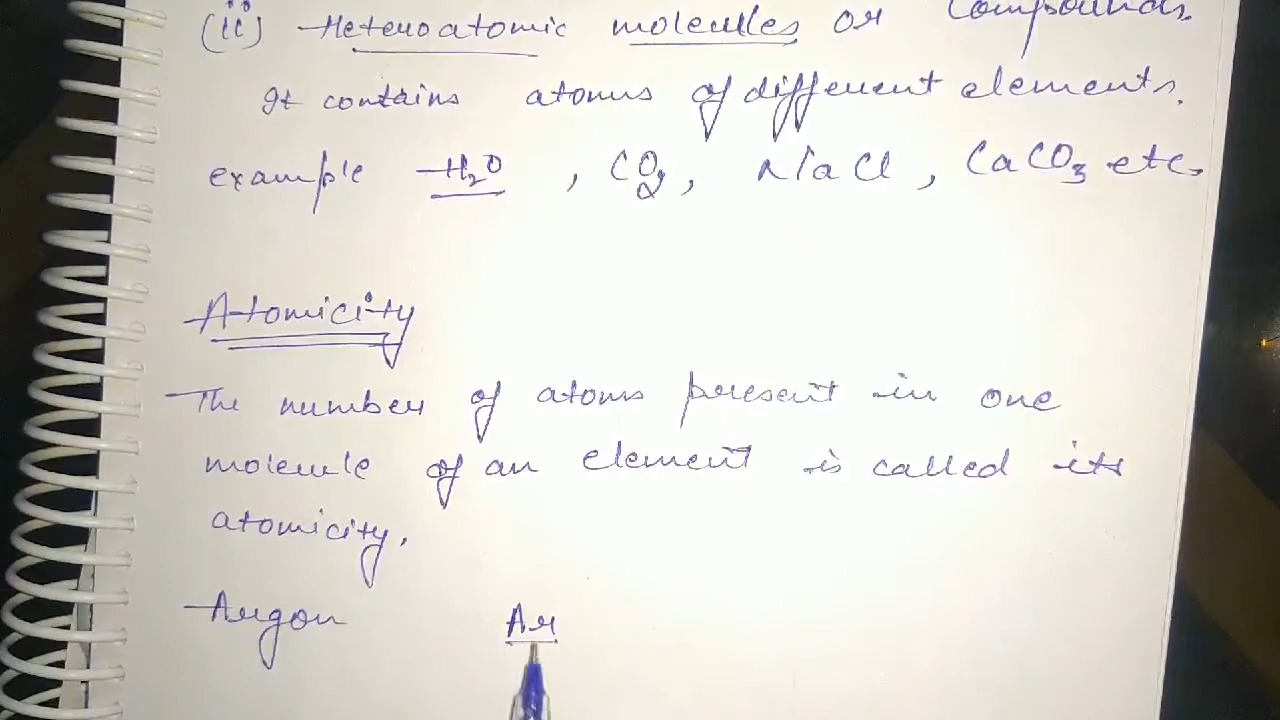 (ii) Heteroatomic molecules or Compounds.
It contains atoms of different elements.
example H₂O , CO₂, NaCl, CaCO₃ etc.
Atomicity
The number of atoms present in one
molecule of an element is called its
atomicity.
Argon Ar